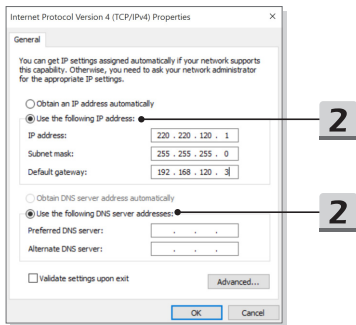 Internet Protocol Version 4 (TCP/IPv4) Properties
General
You can get IP settings assigned automatically if your network supports
this capability. Otherwise, you need to ask your network administrator
for the appropriate IP settings.
Obtain an IP address automatically
Use the following IP address:
2
IP address:
220 . 220 . 120 . 1
Subnet mask:
255 . 255 . 255 . 0
Default gateway:
192 . 168 . 120 . 3
Obtain DNS server address automatically
Use the following DNS server addresses:
2
Preferred DNS server:
. . .
Alternate DNS server:
. . .
Validate settings upon exit
Advanced...
OK
Cancel